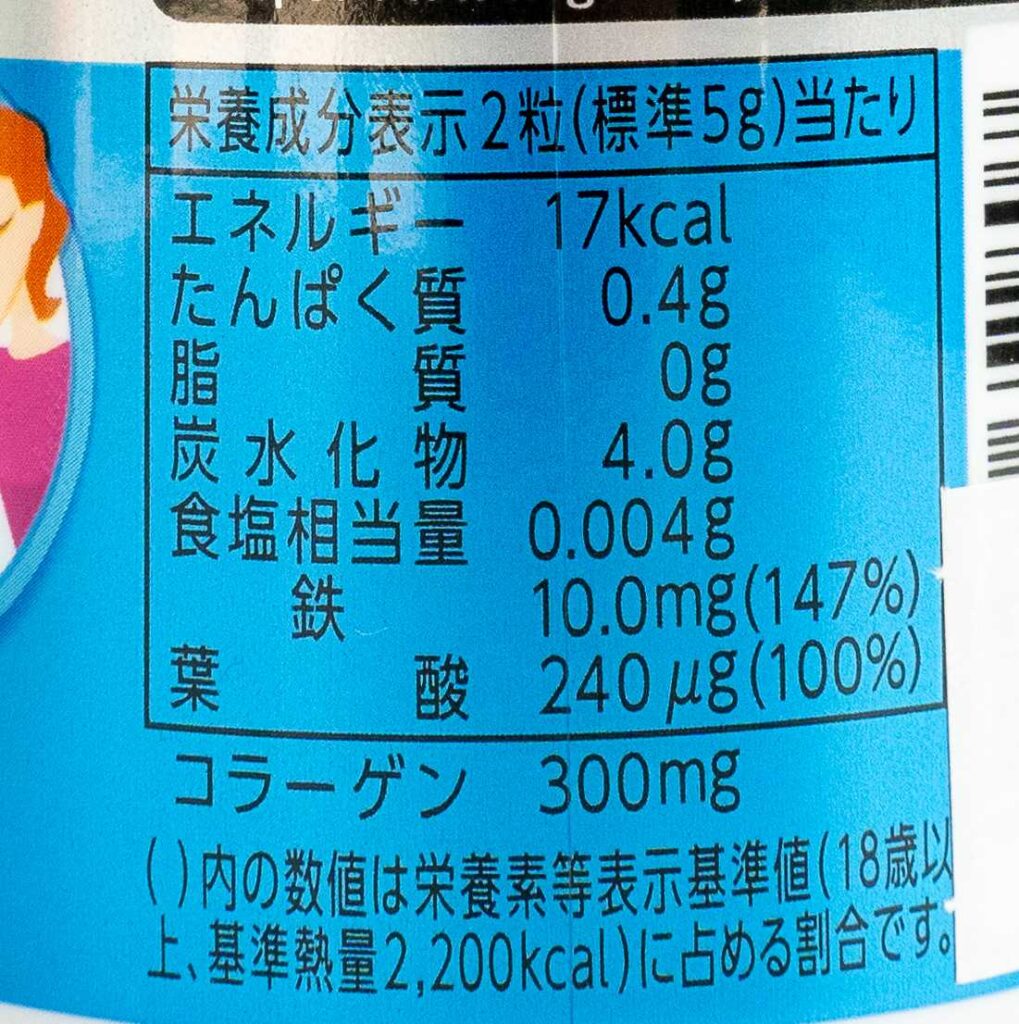 栄養成分表示2粒(標準5g)当たり
エネルギー 17kcal
たんぱく質 0.4g
脂質 0g
炭水化物 4.0g
食塩相当量 0.004g
鉄 10.0mg(147%)
葉酸 240μg(100%)
コラーゲン 300mg
( )内の数値は栄養素等表示基準値(18歳以
上、基準熱量2,200kcal)に占める割合です。